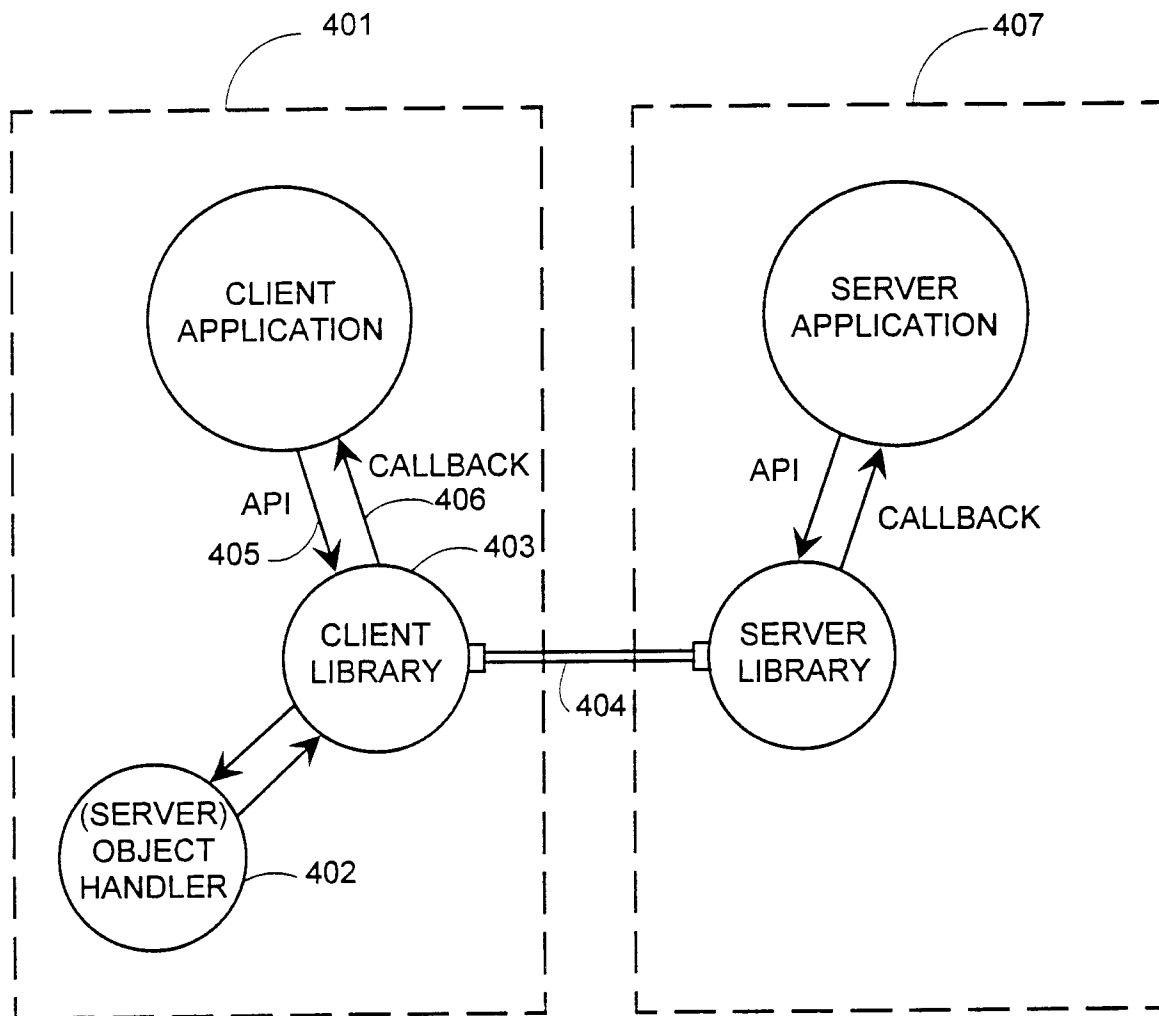 401
407
CLIENT
APPLICATION
SERVER
APPLICATION
API
CALLBACK
405
406
403
API
CALLBACK
CLIENT
LIBRARY
SERVER
LIBRARY
404
(SERVER)
OBJECT
HANDLER
402